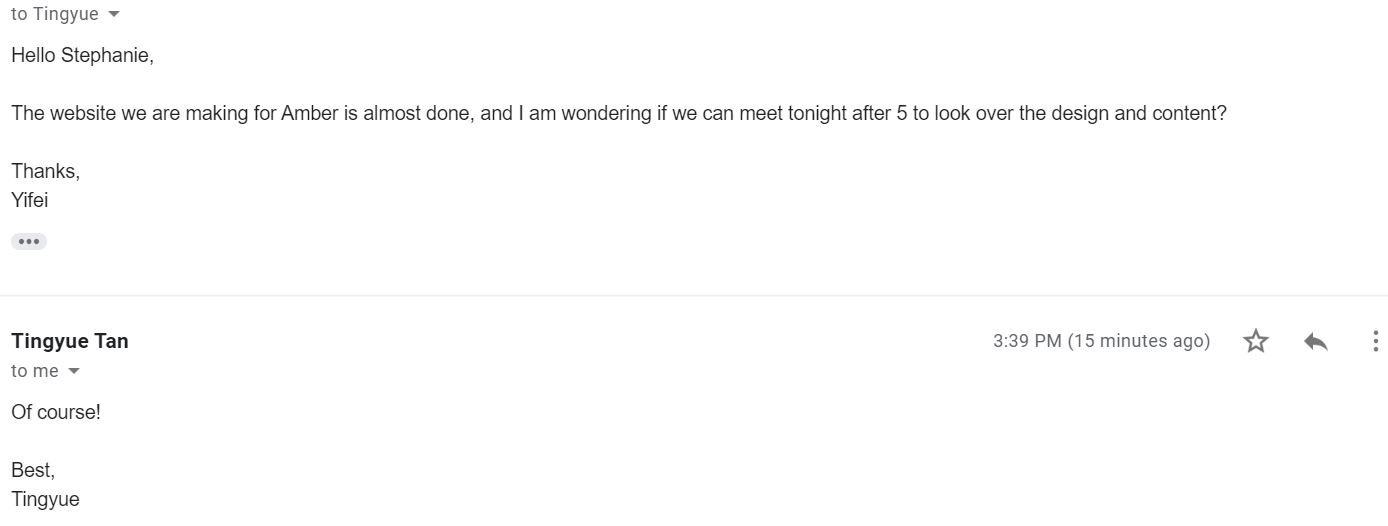 to Tingyue
Hello Stephanie,
The website we are making for Amber is almost done, and I am wondering if we can meet tonight after 5 to look over the design and content?
Thanks,
Yifei
Tingyue Tan
3:39 PM (15 minutes ago)
to me
Of course!
Best,
Tingyue